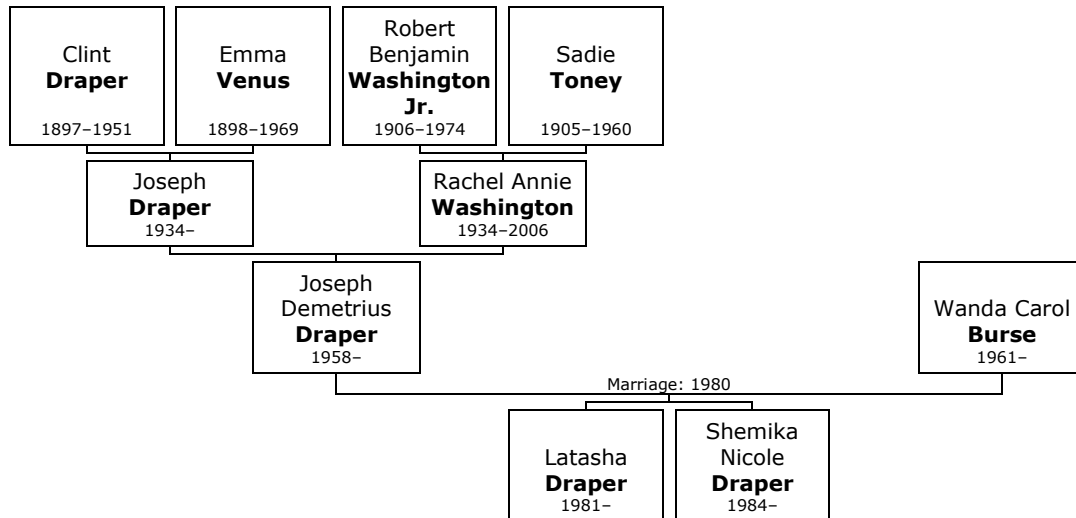 Clint
Draper
1897–1951
Emma
Venus
1898–1969
Robert
Benjamin
Washington
Jr.
1906–1974
Sadie
Toney
1905–1960
Joseph
Draper
1934–
Rachel Annie
Washington
1934–2006
Joseph
Demetrius
Draper
1958–
Wanda Carol
Burse
1961–
Marriage: 1980
Latasha
Draper
1981–
Shemika
Nicole
Draper
1984–